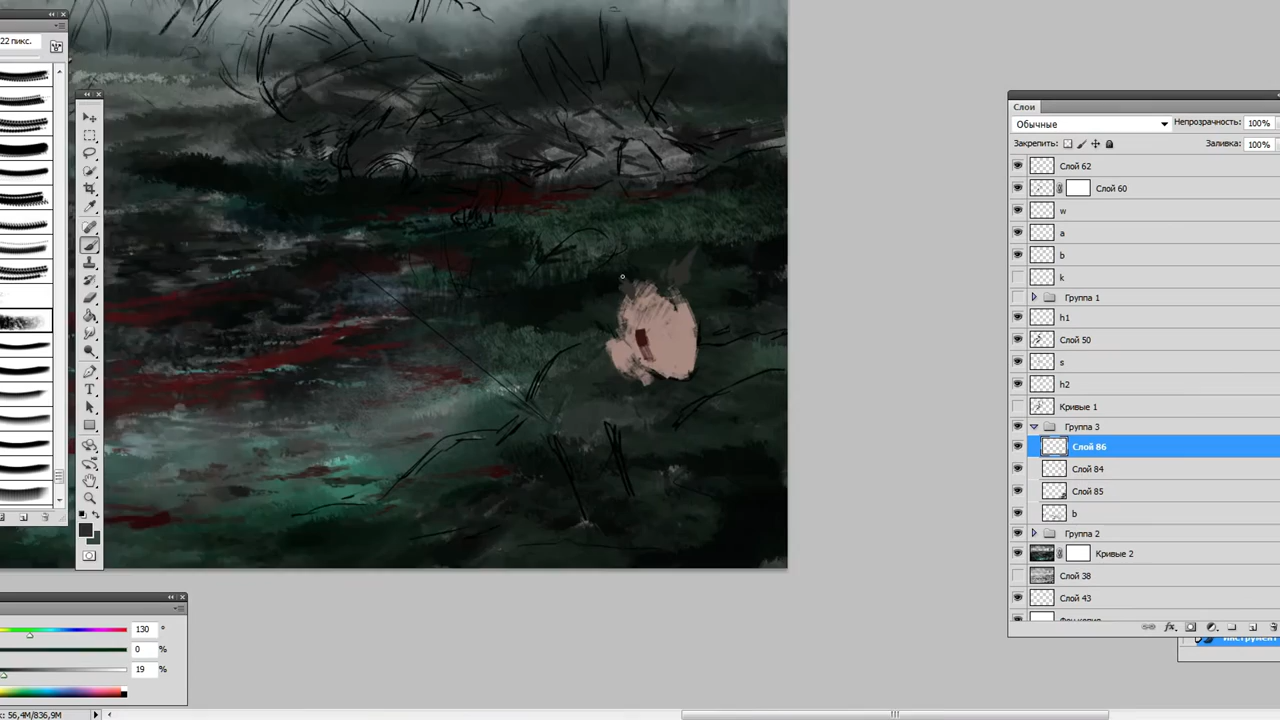 22 пикс.
Слои
Обычные
Непрозрачность: 100%
Закрепить:
Заливка: 100%
Слой 62
Слой 60
w
a
b
k
Группа 1
h1
Слой 50
s
h2
Кривые 1
Группа 3
Слой 86
Слой 84
Слой 85
b
Группа 2
Кривые 2
Слой 38
Слой 43
T
fx
130 °
0 %
19 %
56,4M/836,9M